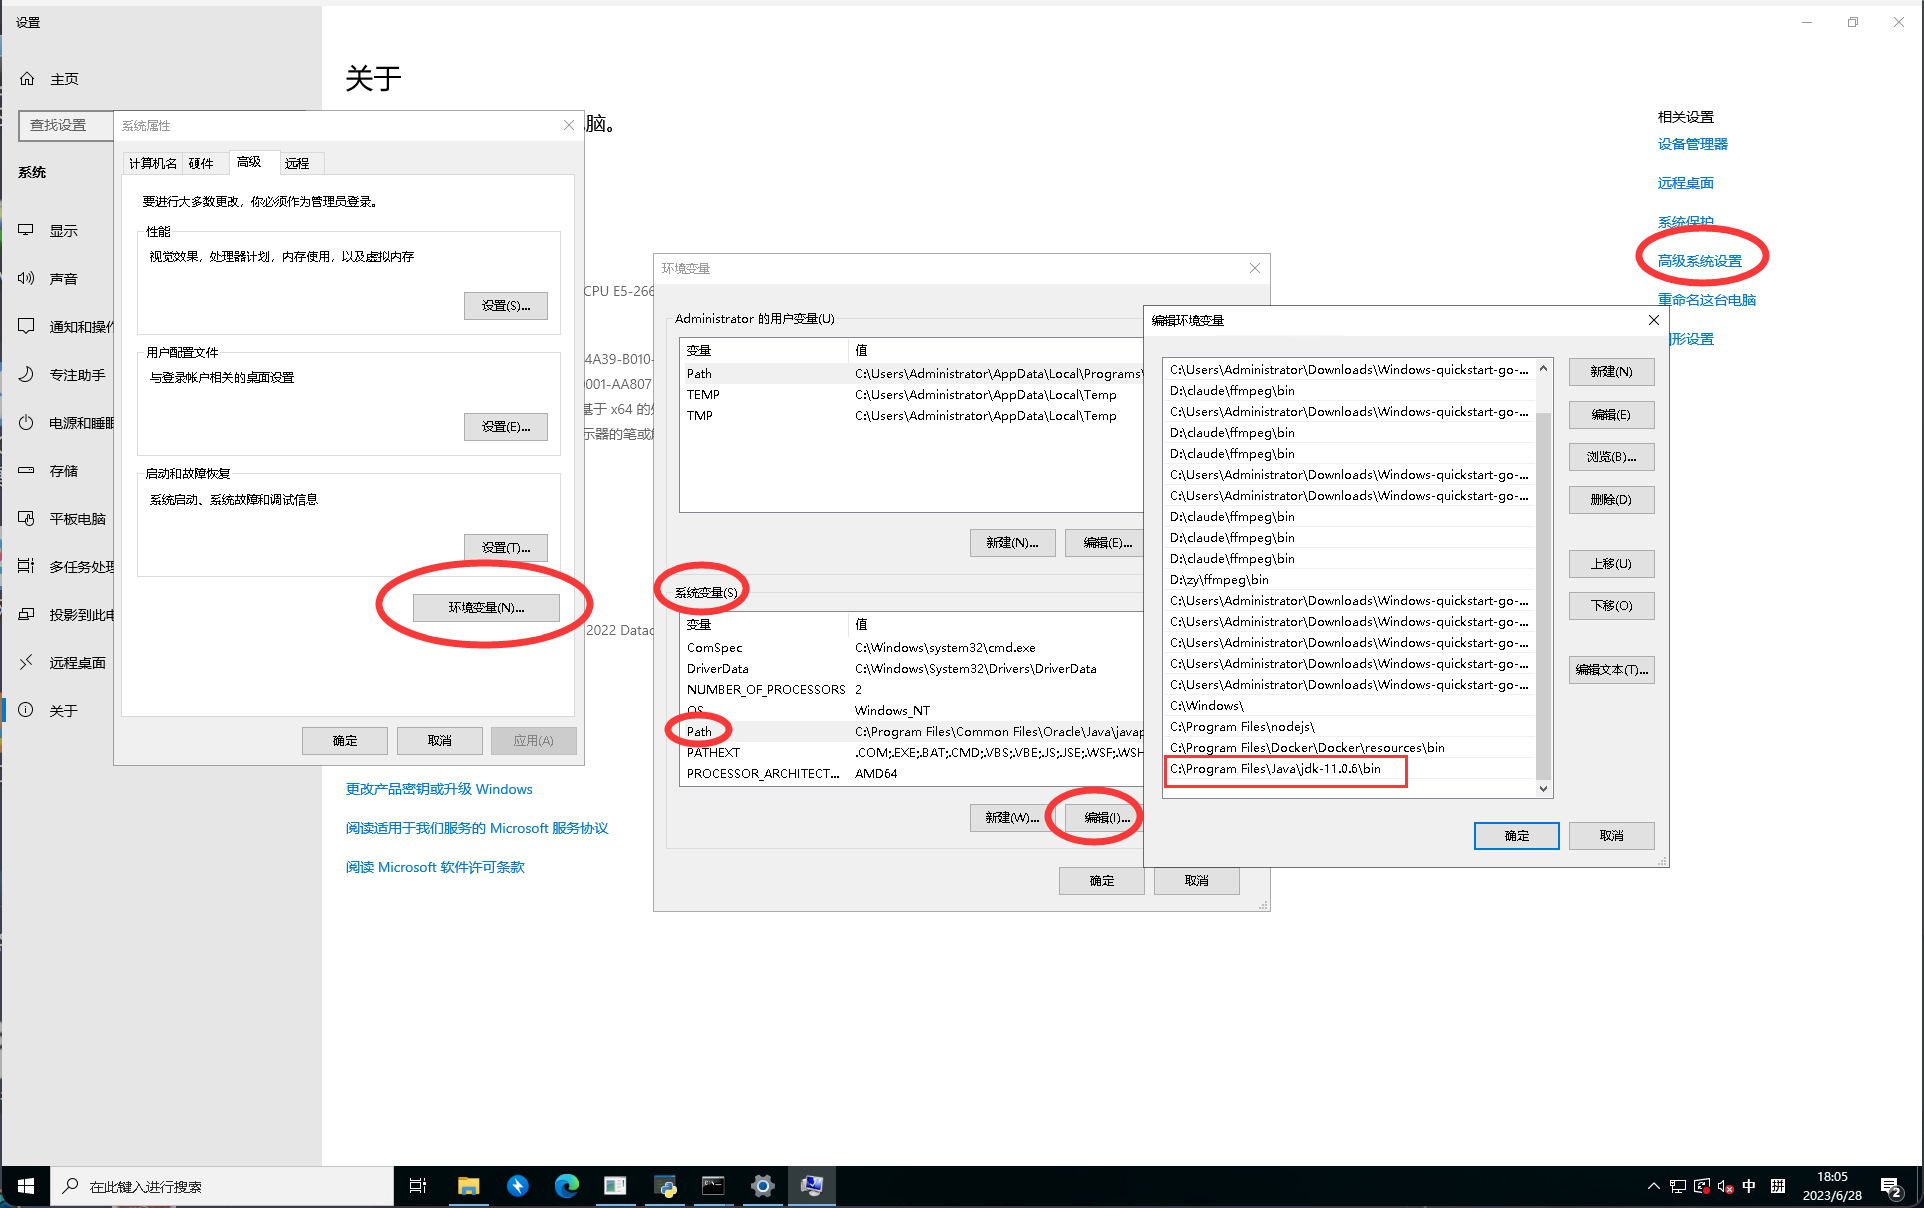 设置
主页
查找设置
系统
显示
声音
通知和操作
专注助手
电源和睡眠
存储
平板电脑
多任务处理
投影到此电
远程桌面
关于
关于
脑。
CPU E5-266
4A39-B010-
0001-AA807
基于 x64 的
示器的笔或
2022 Datac
更改产品密钥或升级 Windows
阅读适用于我们服务的 Microsoft 服务协议
阅读 Microsoft 软件许可条款
相关设置
设备管理器
远程桌面
系统保护
高级系统设置
重命名这台电脑
图形设置
系统属性
计算机名 硬件 高级 远程
要进行大多数更改，你必须作为管理员登录。
性能
视觉效果，处理器计划，内存使用，以及虚拟内存
设置(S)...
用户配置文件
与登录帐户相关的桌面设置
设置(E)...
启动和故障恢复
系统启动、系统故障和调试信息
设置(T)...
环境变量(N)...
确定 取消 应用(A)
环境变量
Administrator 的用户变量(U)
变量 值
Path C:\Users\Administrator\AppData\Local\Programs\
TEMP C:\Users\Administrator\AppData\Local\Temp
TMP C:\Users\Administrator\AppData\Local\Temp
新建(N)... 编辑(E)...
系统变量(S)
变量 值
ComSpec C:\Windows\system32\cmd.exe
DriverData C:\Windows\System32\Drivers\DriverData
NUMBER_OF_PROCESSORS 2
OS Windows_NT
Path C:\Program Files\Common Files\Oracle\Java\javap
PATHEXT .COM;.EXE;.BAT;.CMD;.VBS;.VBE;.JS;.JSE;.WSF;.WSH
PROCESSOR_ARCHITECT... AMD64
新建(W)... 编辑(I)...
确定 取消
编辑环境变量
C:\Users\Administrator\Downloads\Windows-quickstart-go-...
D:\claude\ffmpeg\bin
C:\Users\Administrator\Downloads\Windows-quickstart-go-...
D:\claude\ffmpeg\bin
D:\claude\ffmpeg\bin
C:\Users\Administrator\Downloads\Windows-quickstart-go-...
C:\Users\Administrator\Downloads\Windows-quickstart-go-...
D:\claude\ffmpeg\bin
D:\claude\ffmpeg\bin
D:\claude\ffmpeg\bin
D:\zy\ffmpeg\bin
C:\Users\Administrator\Downloads\Windows-quickstart-go-...
C:\Users\Administrator\Downloads\Windows-quickstart-go-...
C:\Users\Administrator\Downloads\Windows-quickstart-go-...
C:\Users\Administrator\Downloads\Windows-quickstart-go-...
C:\Users\Administrator\Downloads\Windows-quickstart-go-...
C:\Windows\
C:\Program Files\nodejs\
C:\Program Files\Docker\Docker\resources\bin
C:\Program Files\Java\jdk-11.0.6\bin
新建(N)
编辑(E)
浏览(B)...
删除(D)
上移(U)
下移(O)
编辑文本(T)...
确定 取消
在此键入进行搜索
中 拼
18:05
2023/6/28
2